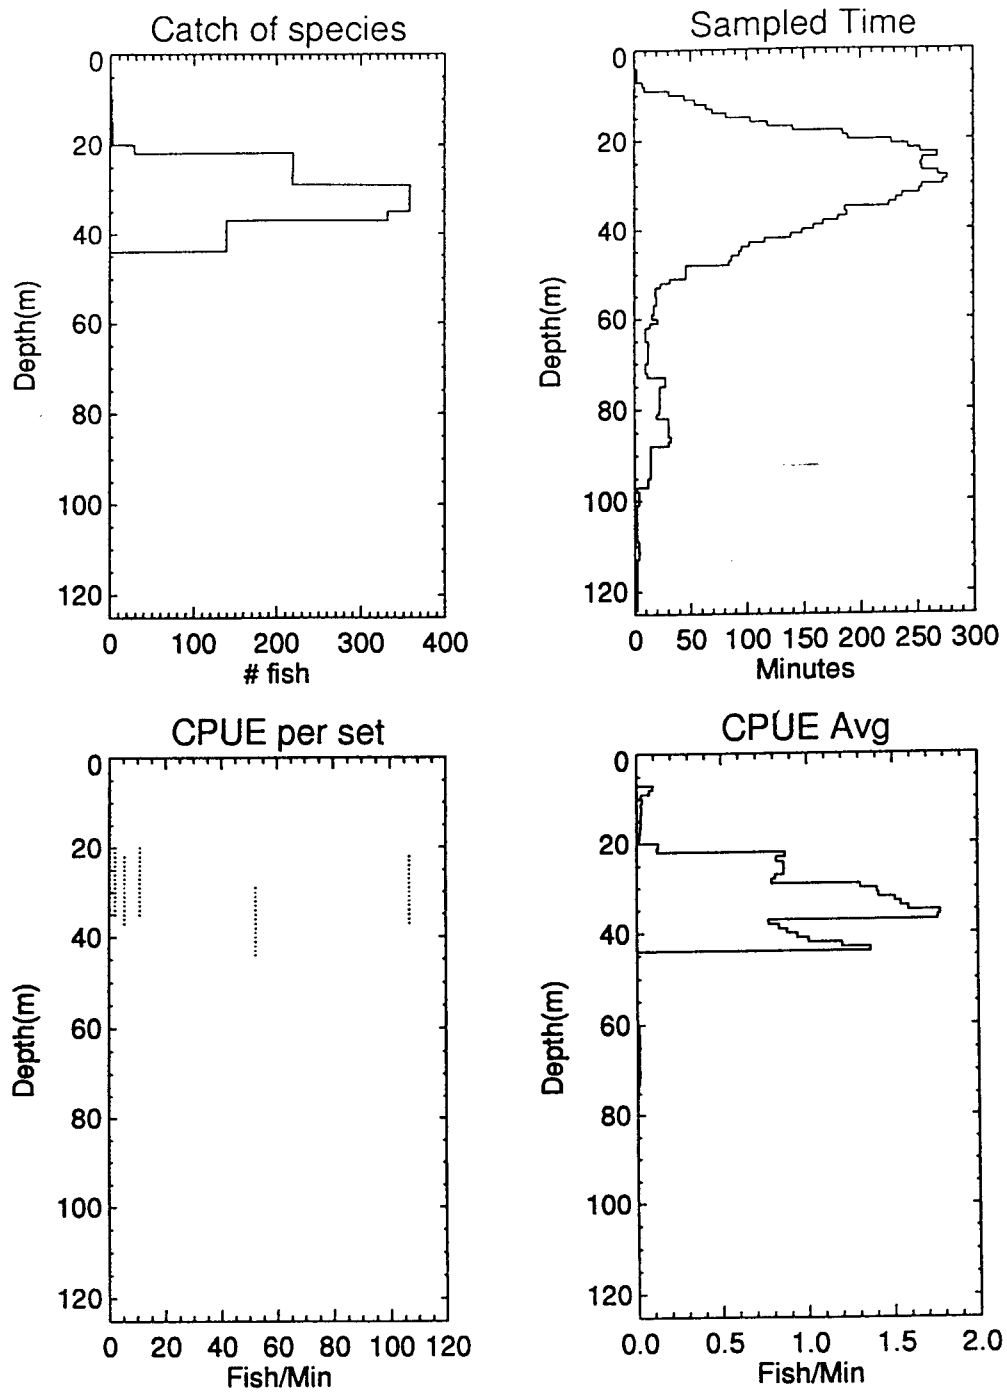 Catch of species
0
20
40
60
80
100
120
Depth(m)
0 100 200 300 400
# fish
Sampled Time
0
20
40
60
80
100
120
Depth(m)
0 50 100 150 200 250 300
Minutes
CPUE per set
0
20
40
60
80
100
120
Depth(m)
0 20 40 60 80 100 120
Fish/Min
CPUE Avg
0
20
40
60
80
100
120
Depth(m)
0.0 0.5 1.0 1.5 2.0
Fish/Min